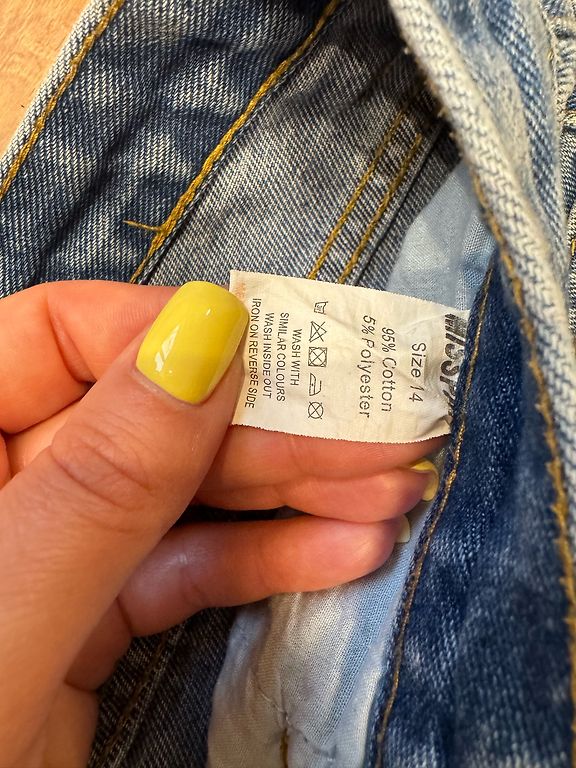 Size 14
95% Cotton
5% Polyester
WASH WITH
SIMILAR COLOURS
WASH INSIDE OUT
IRON ON REVERSE SIDE